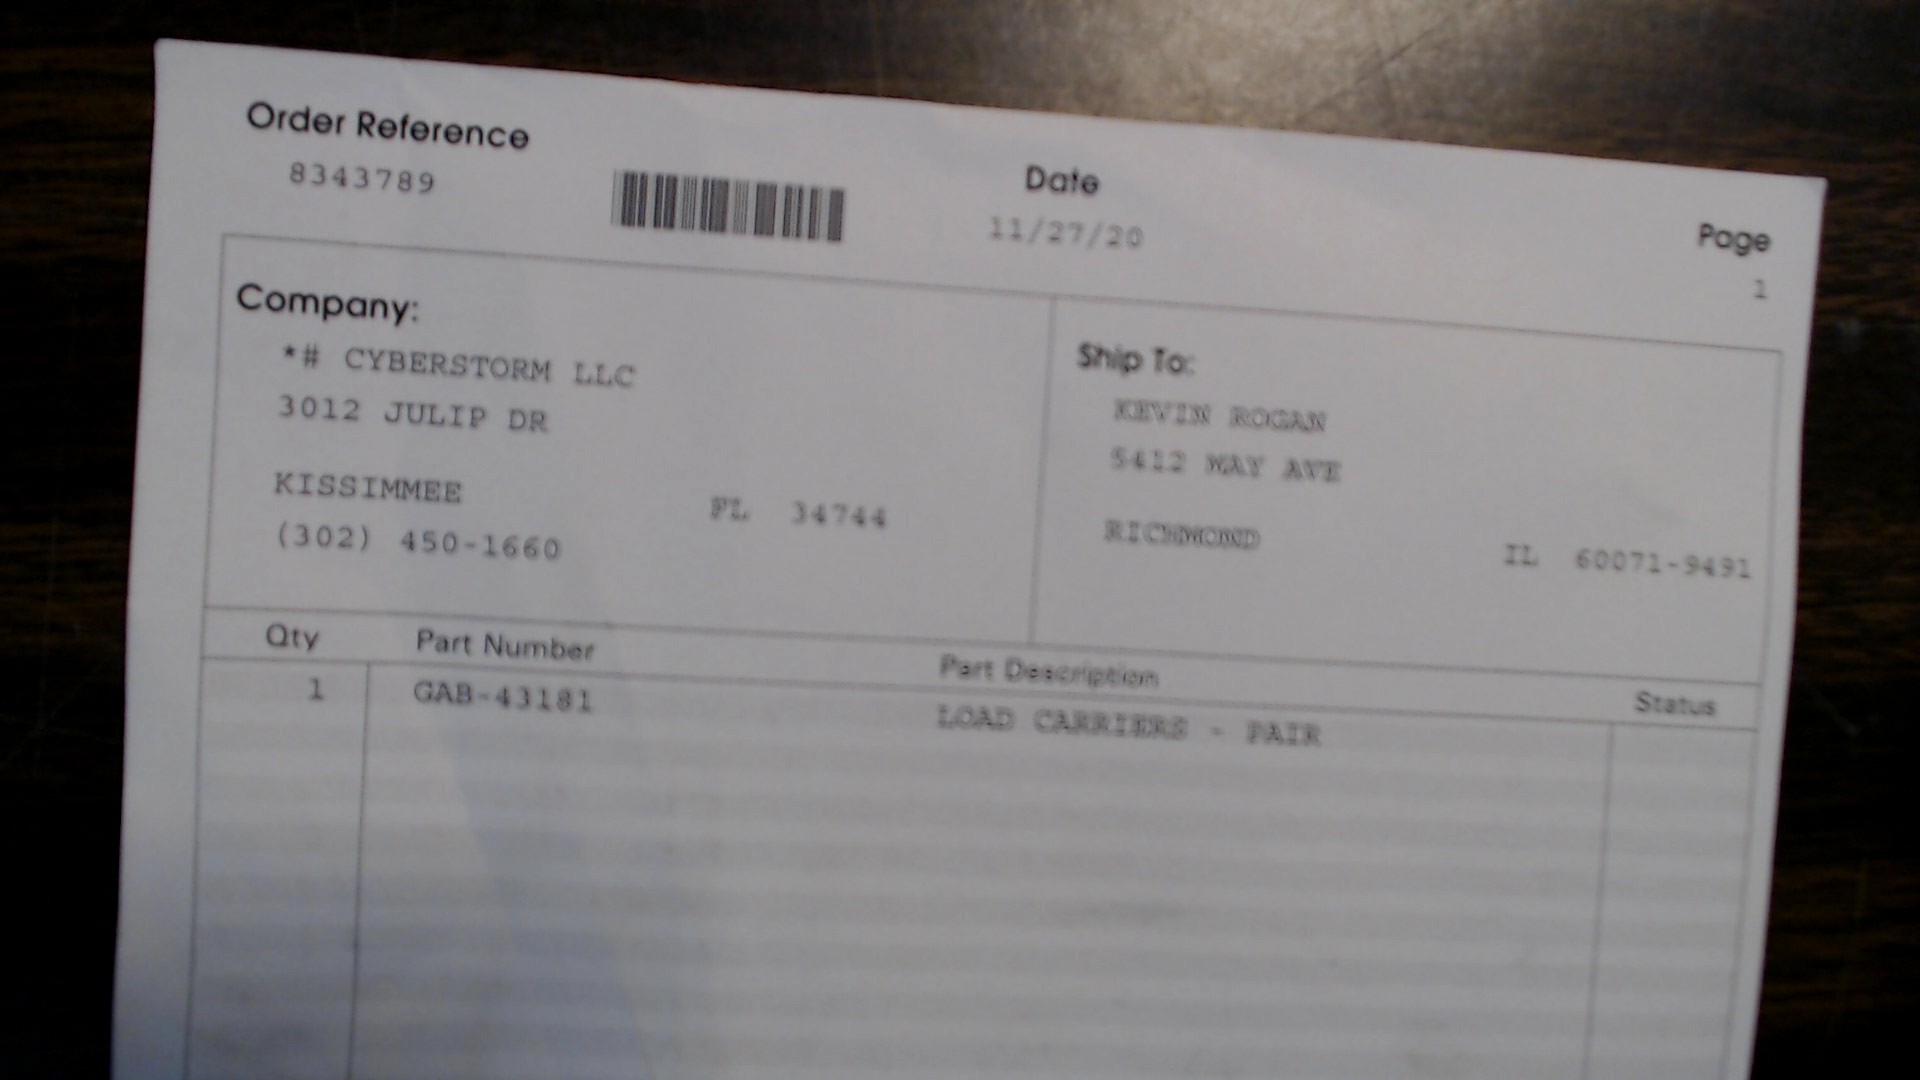 Order Reference
8343789
Date
11/27/20
Page
1
Company:
*# CYBERSTORM LLC
3012 JULIP DR
KISSIMMEE FL 34744
(302) 450-1660
Ship To:
KEVIN ROGAN
5412 MAY AVE
RICHMOND IL 60071-9491
Qty Part Number Part Description Status
1 GAB-43181 LOAD CARRIERS - PAIR